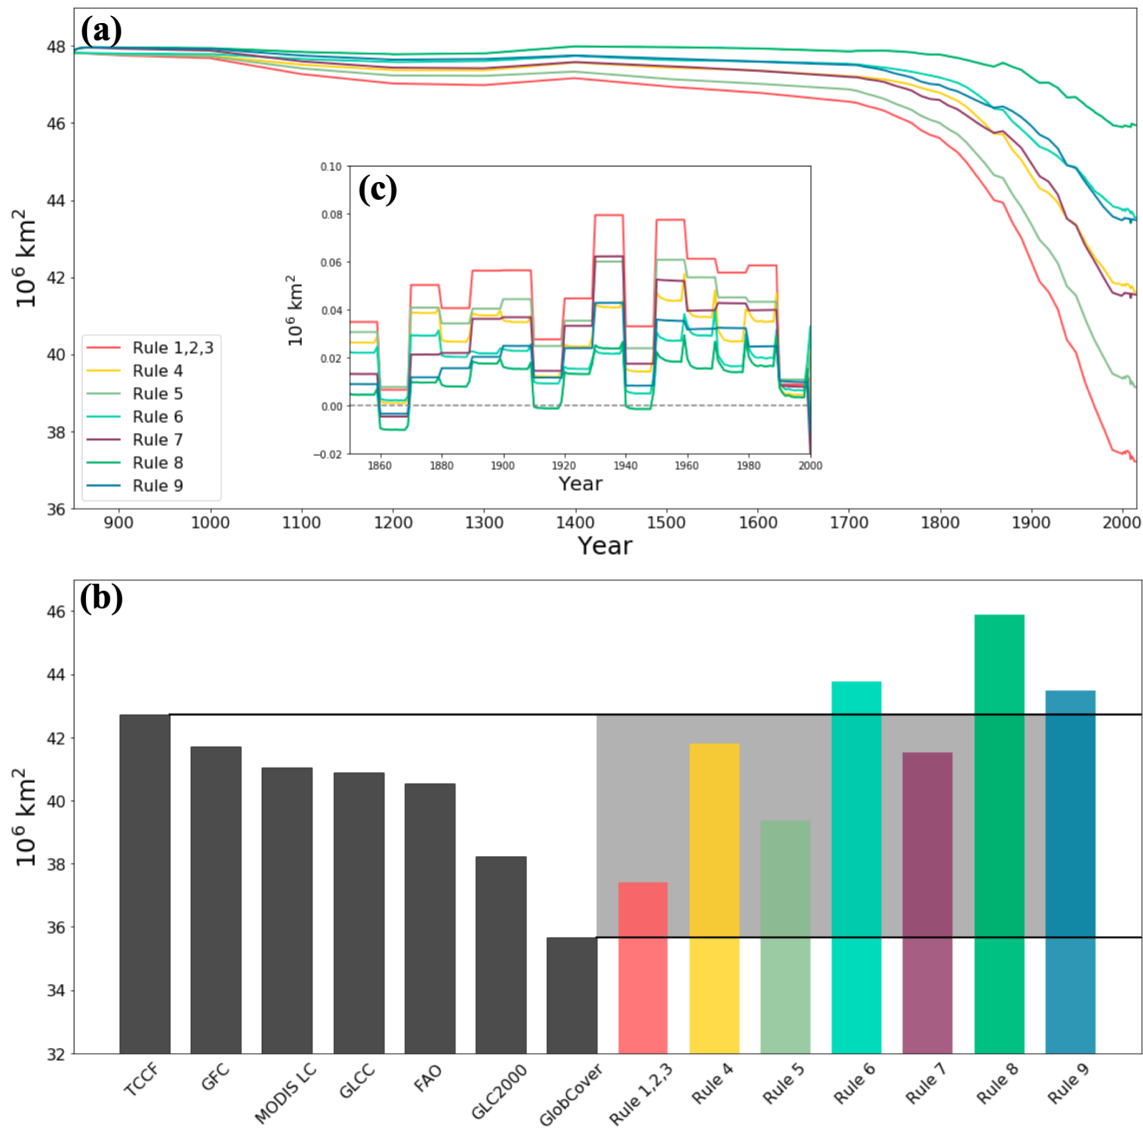 (a)
48
46
44
42
40
38
36
10⁶ km²
Rule 1,2,3
Rule 4
Rule 5
Rule 6
Rule 7
Rule 8
Rule 9
900 1000 1100 1200 1300 1400 1500 1600 1700 1800 1900 2000
Year
(c)
0.10
0.08
0.06
0.04
0.02
0.00
−0.02
10⁶ km²
1860 1880 1900 1920 1940 1960 1980 2000
Year
(b)
46
44
42
40
38
36
34
32
10⁶ km²
TCCF GFC MODIS LC GLCC FAO GLC2000 GlobCover Rule 1,2,3 Rule 4 Rule 5 Rule 6 Rule 7 Rule 8 Rule 9